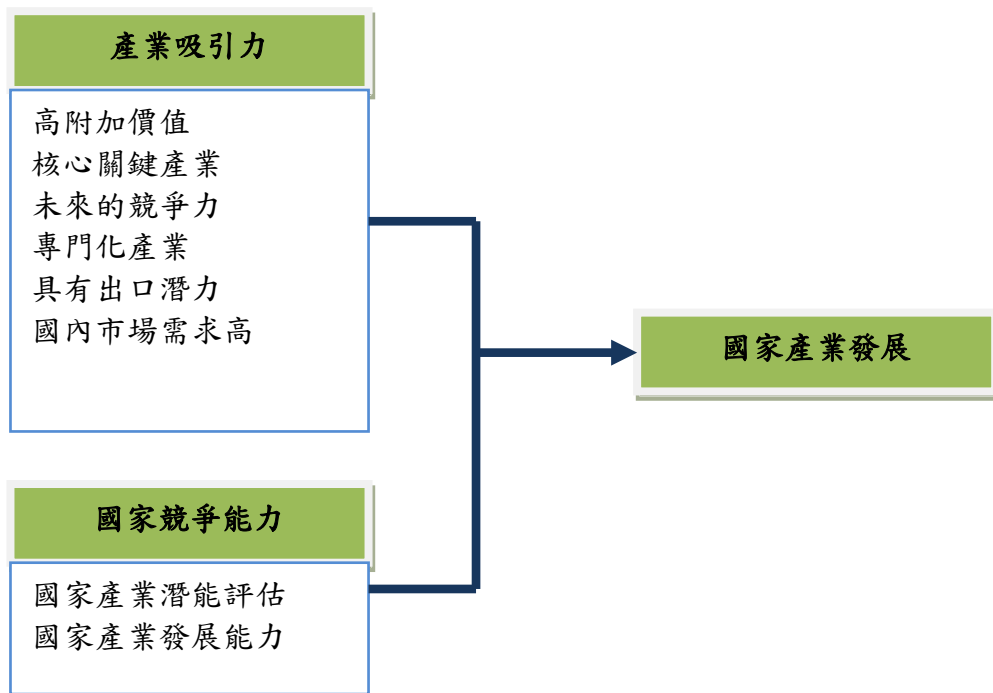 產業吸引力
高附加價值
核心關鍵產業
未來的競爭力
專門化產業
具有出口潛力
國內市場需求高
國家產業發展
國家競爭能力
國家產業潛能評估
國家產業發展能力